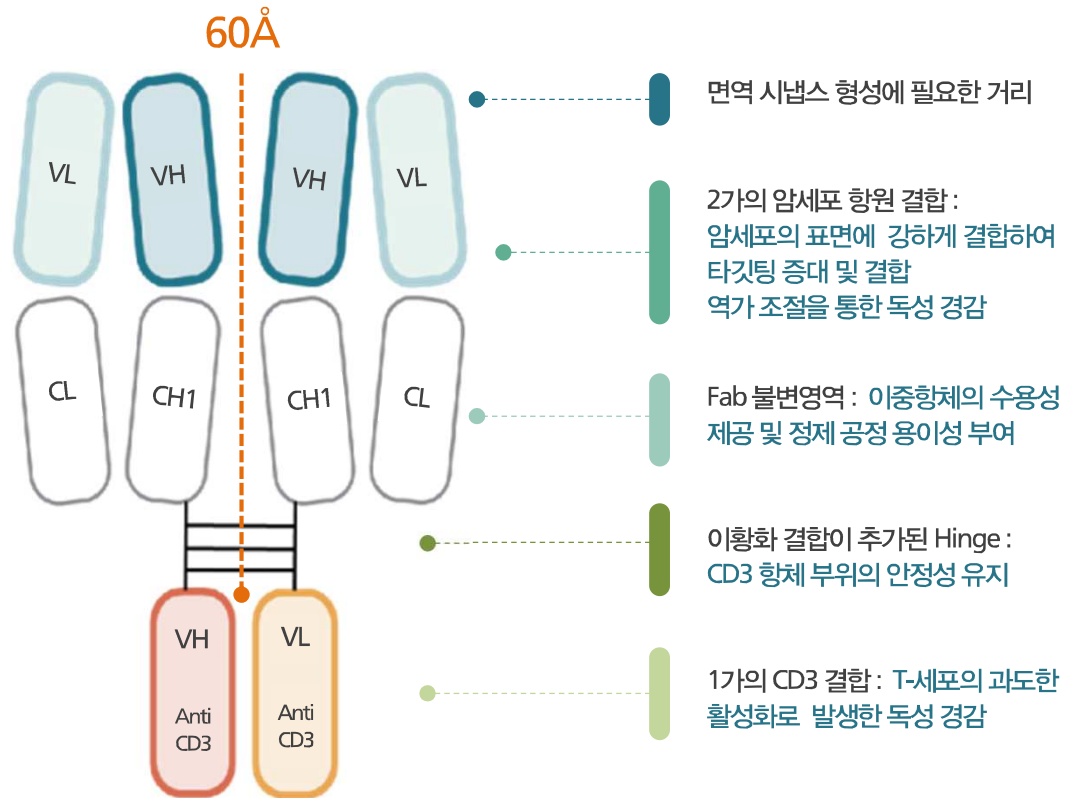 60Å
VL
VH
VH
VL
CL
CH1
CH1
CL
VH
Anti
CD3
VL
Anti
CD3
면역 시냅스 형성에 필요한 거리
2가의 암세포 항원 결합 :
암세포의 표면에 강하게 결합하여
타깃팅 증대 및 결합
역가 조절을 통한 독성 경감
Fab 불변영역 : 이중항체의 수용성
제공 및 정제 공정 용이성 부여
이황화 결합이 추가된 Hinge :
CD3 항체 부위의 안정성 유지
1가의 CD3 결합 : T-세포의 과도한
활성화로 발생한 독성 경감